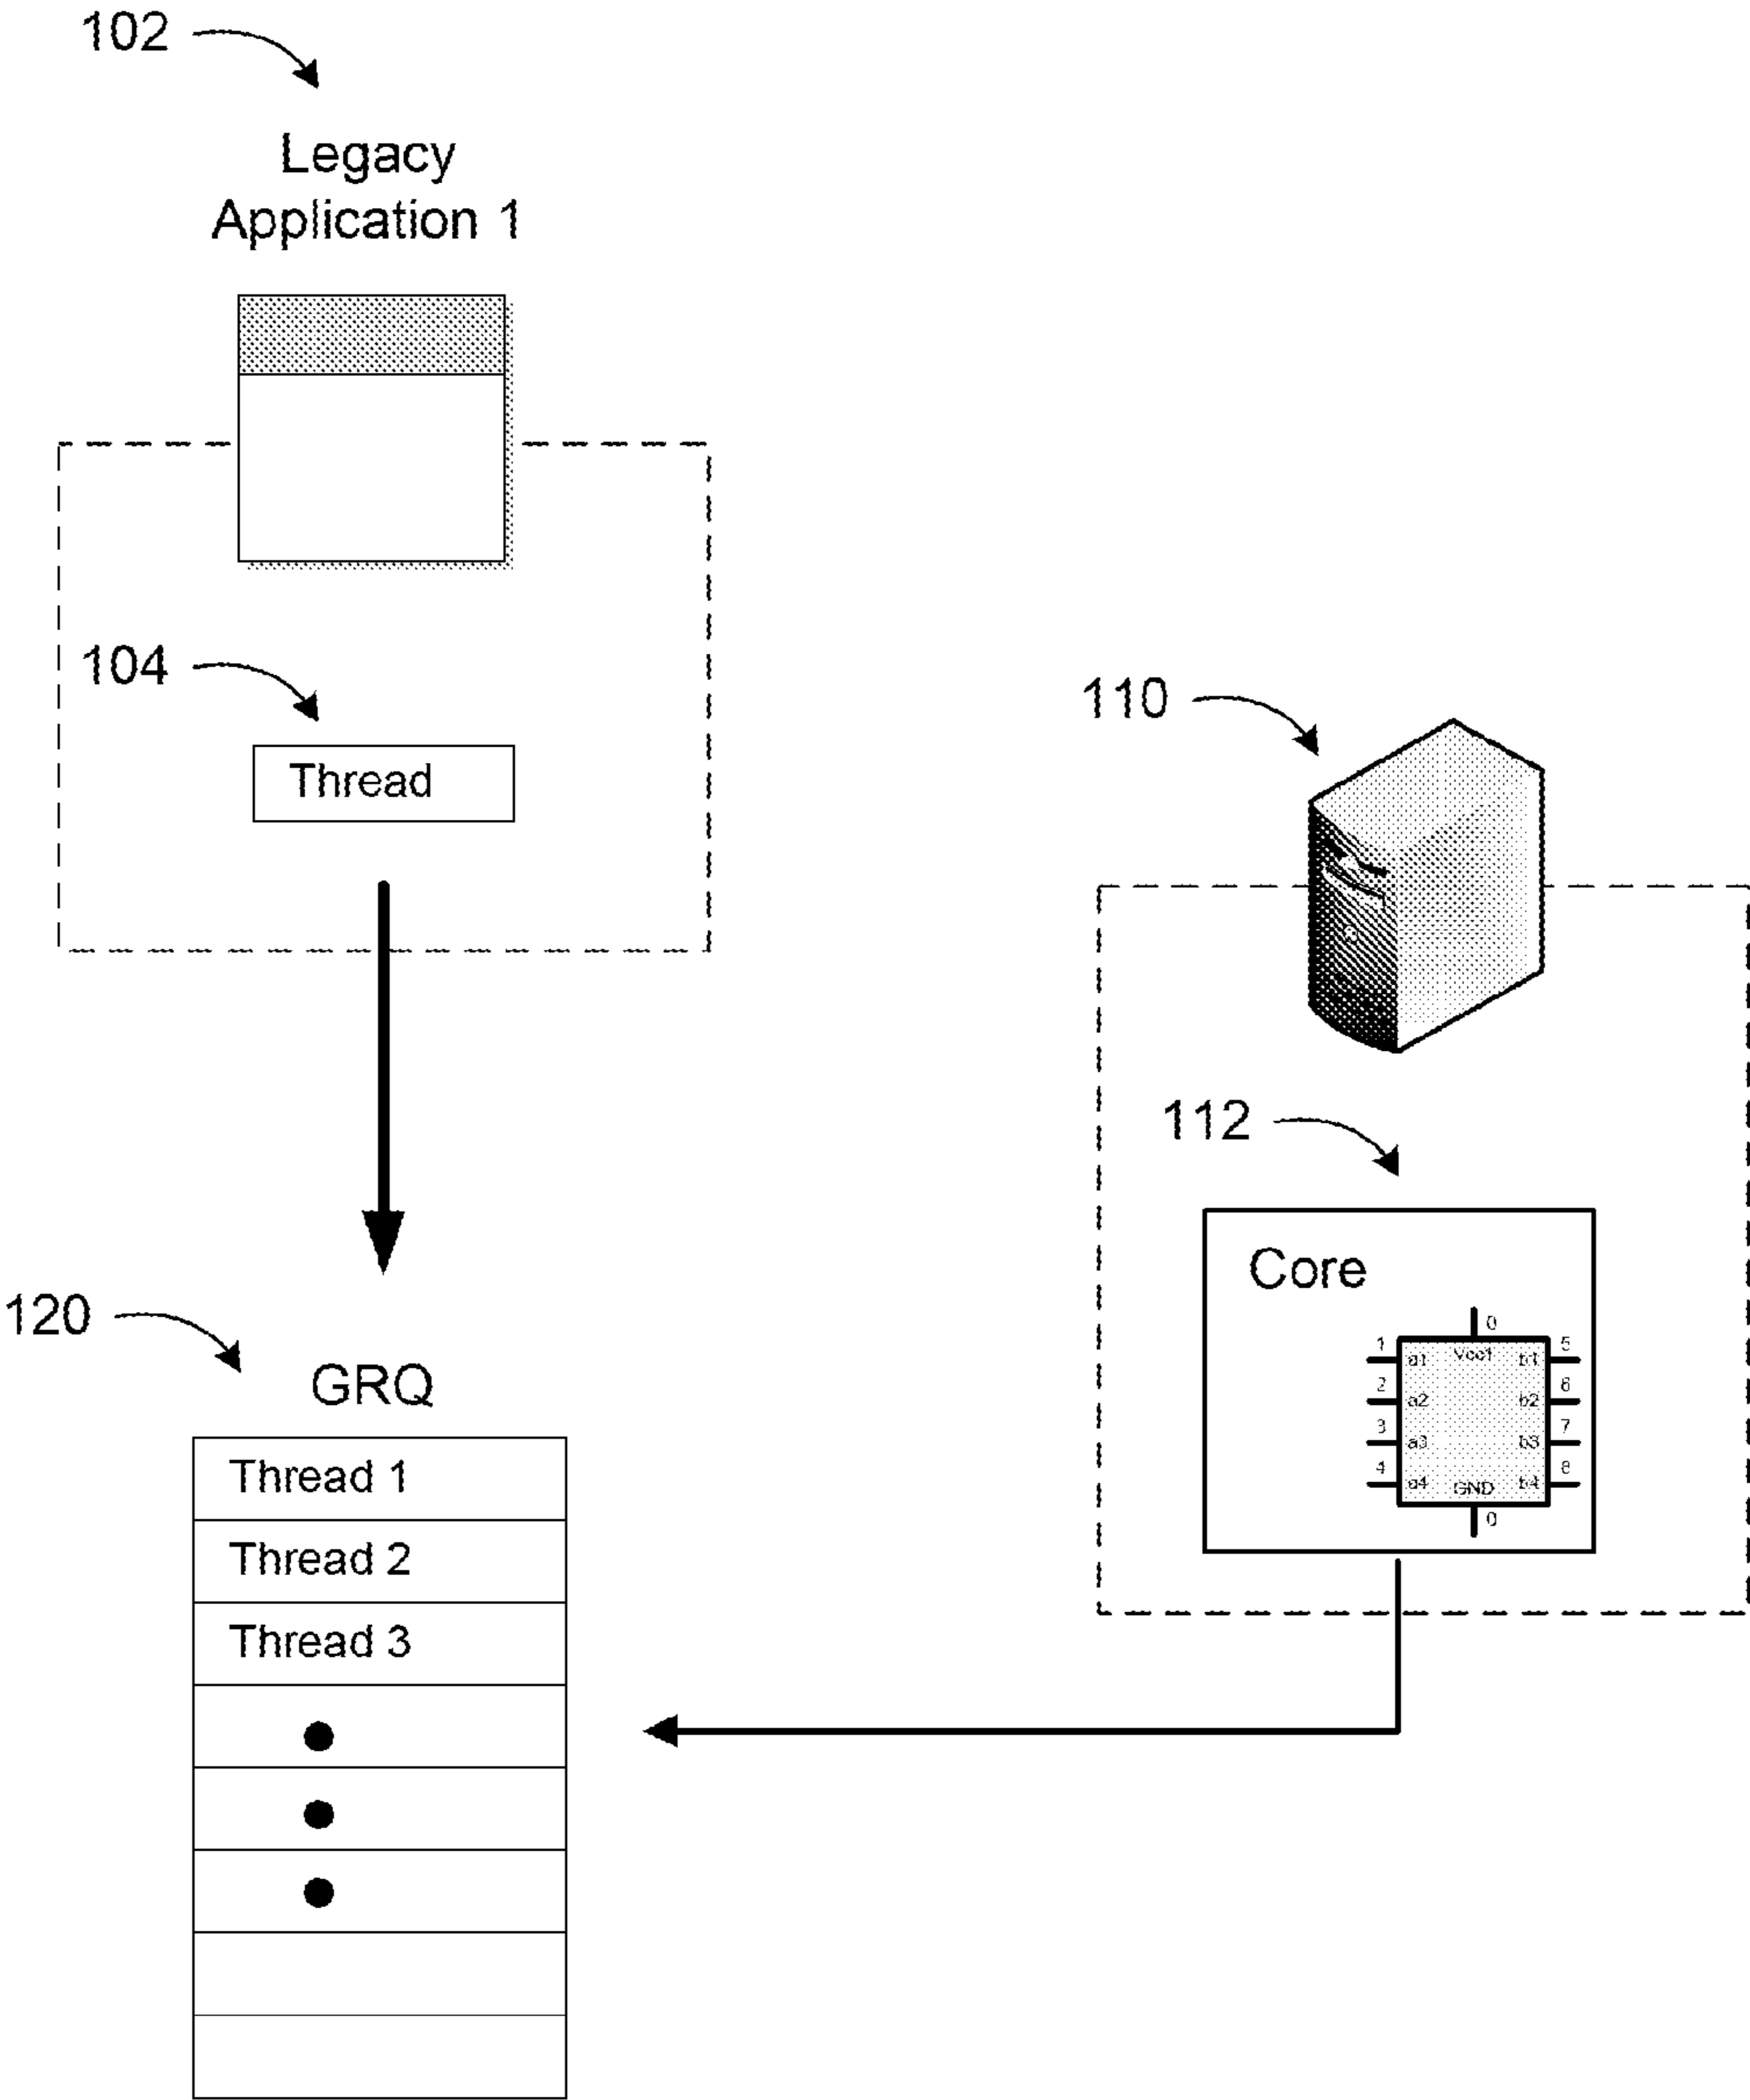 102
Legacy
Application 1
104
Thread
110
112
Core
0
1
a1
Vcc1
b1
5
2
a2
b2
6
3
a3
b3
7
4
a4
GND
b4
8
0
120
GRQ
Thread 1
Thread 2
Thread 3